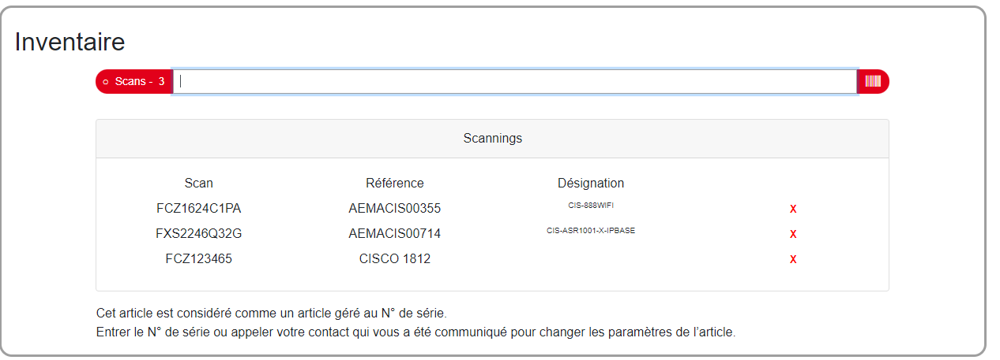 Inventaire
Scans - 3
Scannings
Scan Référence Désignation
FCZ1624C1PA AEMACIS00355 CIS-888WIFI X
FXS2246Q32G AEMACIS00714 CIS-ASR1001-X-IPBASE X
FCZ123465 CISCO 1812 X
Cet article est considéré comme un article géré au N° de série.
Entrer le N° de série ou appeler votre contact qui vous a été communiqué pour changer les paramètres de l’article.